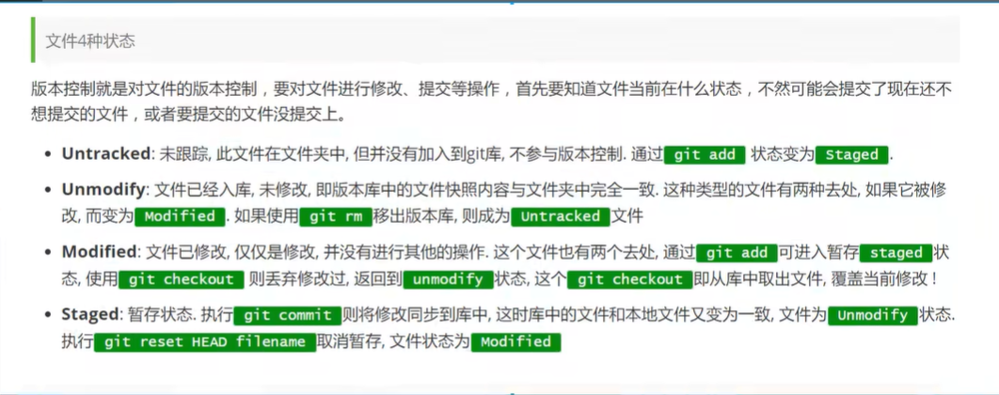 文件4种状态
版本控制就是对文件的版本控制，要对文件进行修改、提交等操作，首先要知道文件当前在什么状态，不然可能会提交了现在还不
想提交的文件，或者要提交的文件没提交上。
• Untracked: 未跟踪, 此文件在文件夹中, 但并没有加入到git库, 不参与版本控制. 通过 git add 状态变为 Staged .
• Unmodify: 文件已经入库, 未修改, 即版本库中的文件快照内容与文件夹中完全一致. 这种类型的文件有两种去处, 如果它被修
改, 而变为 Modified . 如果使用 git rm 移出版本库, 则成为 Untracked 文件
• Modified: 文件已修改, 仅仅是修改, 并没有进行其他的操作. 这个文件也有两个去处, 通过 git add 可进入暂存 staged 状
态, 使用 git checkout 则丢弃修改过, 返回到 unmodify 状态, 这个 git checkout 即从库中取出文件, 覆盖当前修改 !
• Staged: 暂存状态. 执行 git commit 则将修改同步到库中, 这时库中的文件和本地文件又变为一致, 文件为 Unmodify 状态.
执行 git reset HEAD filename 取消暂存, 文件状态为 Modified